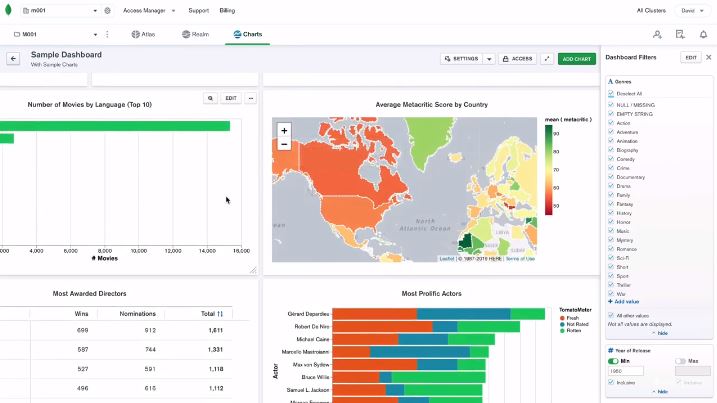 m001
Access Manager
Support
Billing
All Clusters
David
M001
Atlas
Realm
Charts
Sample Dashboard
With Sample Charts
SETTINGS
ACCESS
ADD CHART
Number of Movies by Language (Top 10)
EDIT
4,000 6,000 8,000 10,000 12,000 14,000 16,000
# Movies
Average Metacritic Score by Country
+
−
North
Atlantic Ocean
LIBYA
Leaflet | © 1987-2019 HERE | Terms of Use
mean ( metacritic )
90
80
70
60
50
Most Awarded Directors
Wins Nominations Total
699 912 1,611
587 744 1,331
527 591 1,118
496 616 1,112
Most Prolific Actors
Actor
Gérard Depardieu
Robert De Niro
Michael Caine
Marcello Mastroianni
Max von Sydow
Bruce Willis
Samuel L. Jackson
TomatoMeter
Fresh
Not Rated
Rotten
Dashboard Filters
EDIT
Genres
Deselect All
NULL / MISSING
EMPTY STRING
Action
Adventure
Animation
Biography
Comedy
Crime
Documentary
Drama
Family
Fantasy
History
Horror
Music
Mystery
Romance
Sci-Fi
Short
Sport
Thriller
War
+ Add value
All other values
Not all values are displayed.
hide
# Year of Release
Min
Max
1950
Inclusive
Inclusive
hide